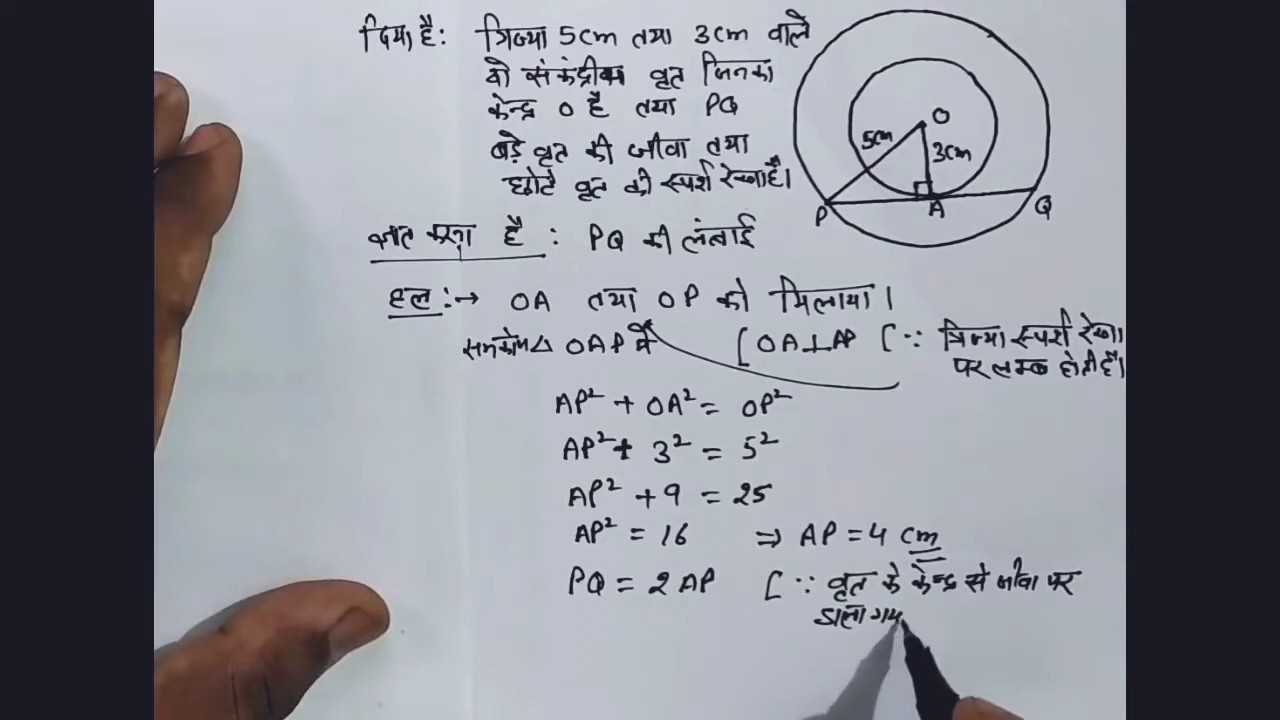 दिया है: त्रिज्या 5cm तथा 3cm वाले
दो संकेंद्रीय वृत जिनका
केन्द्र O है तथा PQ
बड़े वृत की जीवा तथा
छोटे वृत की स्पर्श रेखा है।
O
5cm
3cm
P
A
Q
ज्ञात करना है : PQ की लंबाई
हल :→ OA तथा OP को मिलाया।
समकोण △ OAP में [OA⊥AP [∵ त्रिज्या स्पर्श रेखा
पर लम्ब होती है।
AP² + OA² = OP²
AP² + 3² = 5²
AP² + 9 = 25
AP² = 16 ⇒ AP = 4 cm
PQ = 2AP [∵ वृत के केन्द्र से जीवा पर
डाला गय